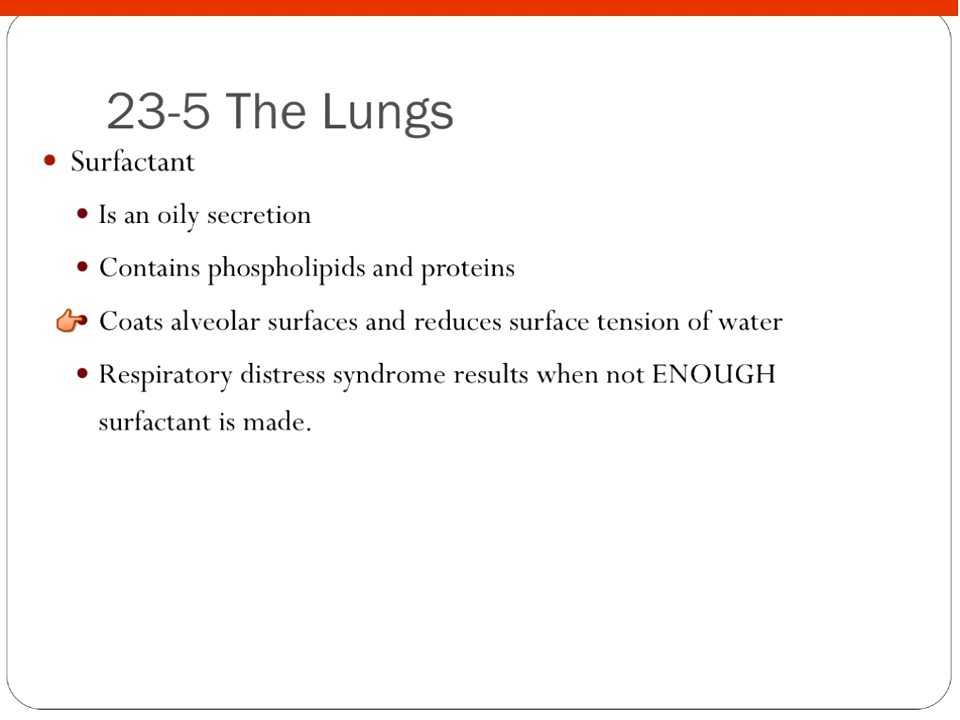 23-5 The Lungs
• Surfactant
• Is an oily secretion
• Contains phospholipids and proteins
Coats alveolar surfaces and reduces surface tension of water
• Respiratory distress syndrome results when not ENOUGH
surfactant is made.